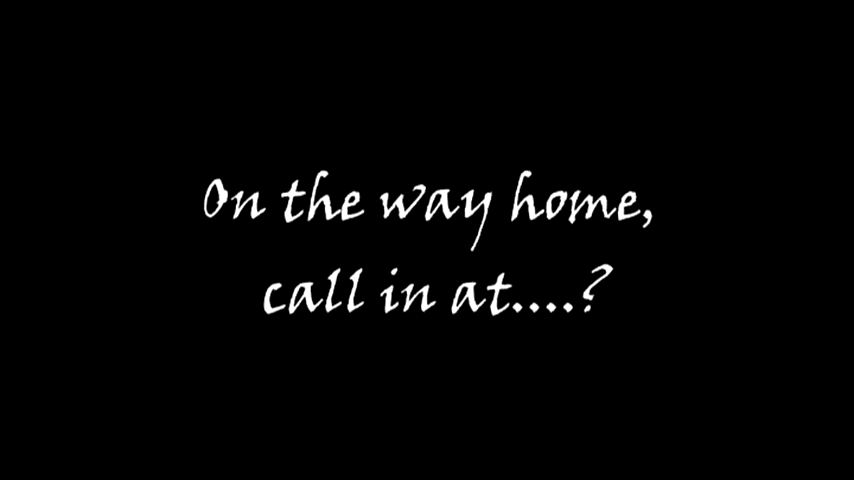 On the way home,
call in at....?